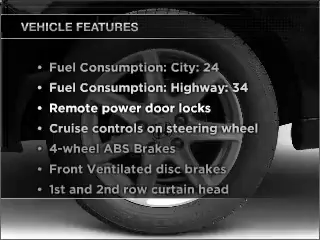 VEHICLE FEATURES
• Fuel Consumption: City: 24
• Fuel Consumption: Highway: 34
• Remote power door locks
• Cruise controls on steering wheel
• 4-wheel ABS Brakes
• Front Ventilated disc brakes
• 1st and 2nd row curtain head